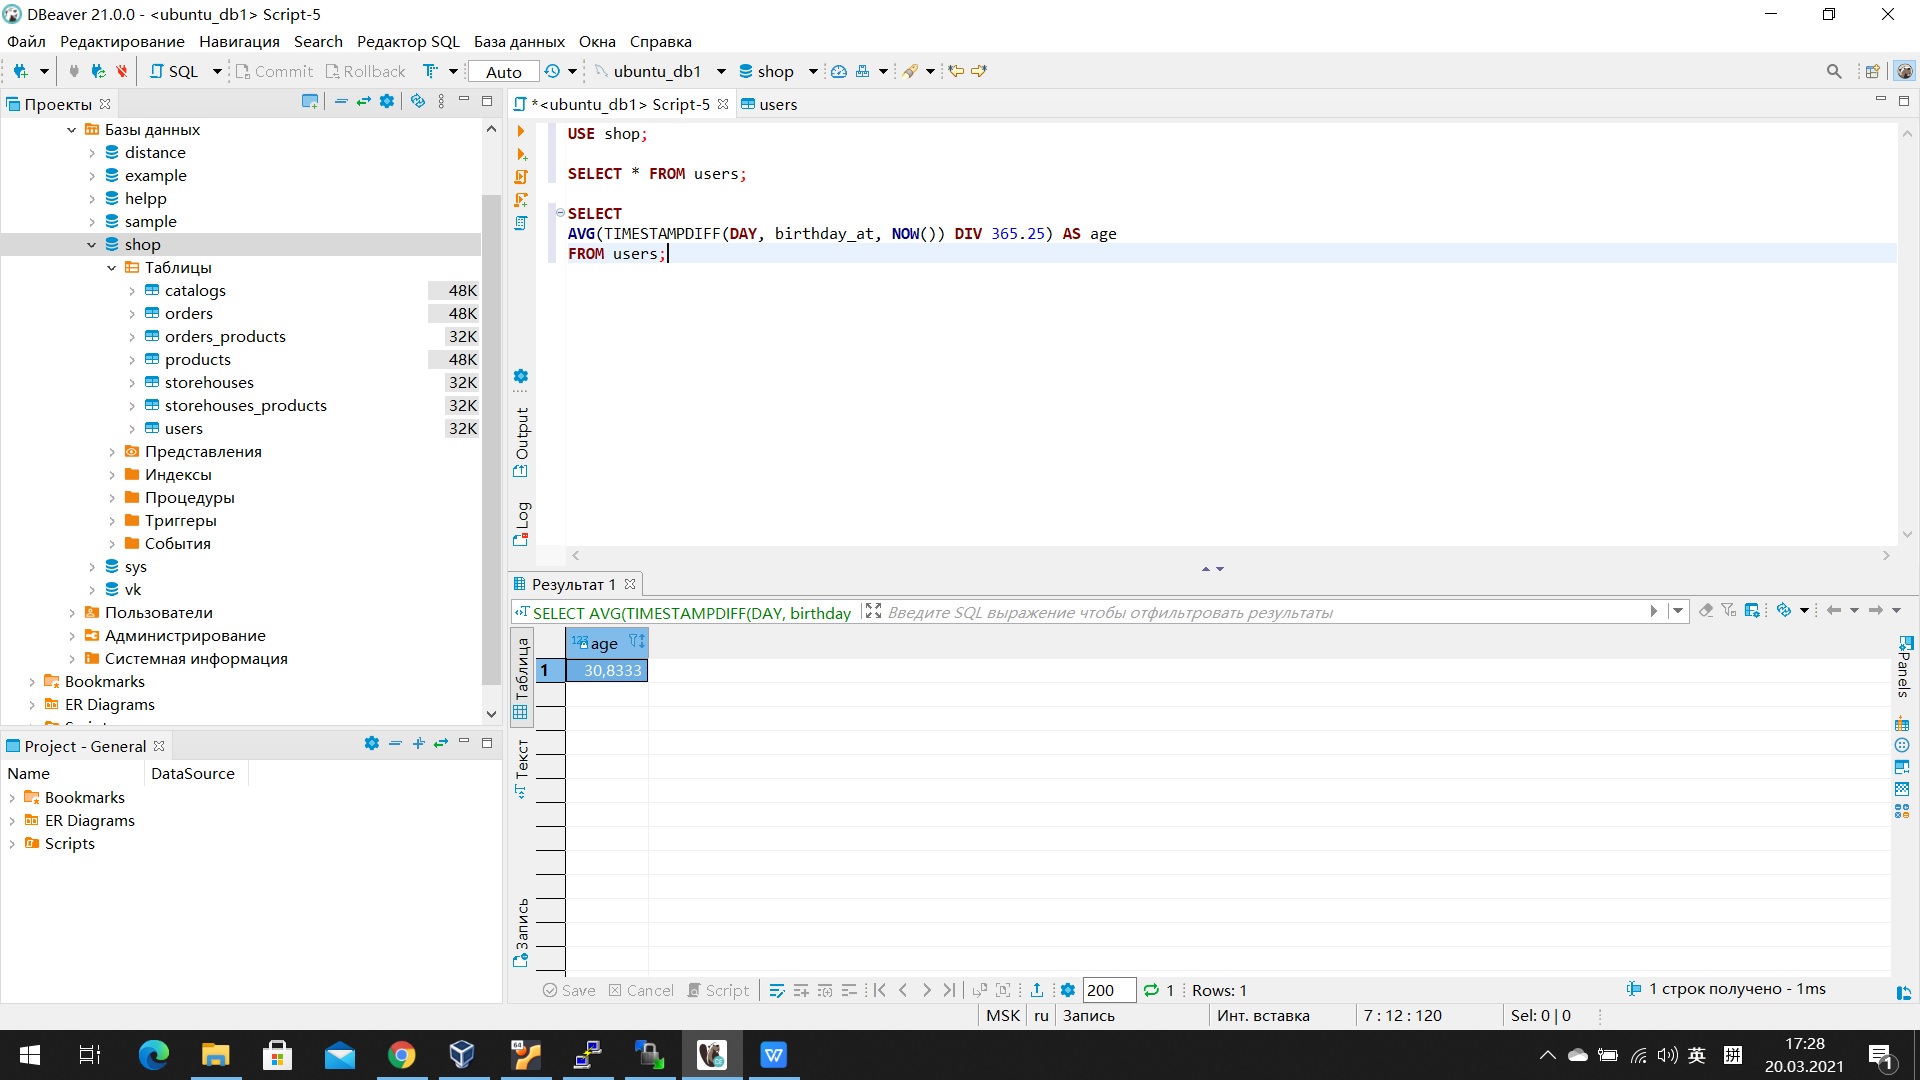 DBeaver 21.0.0 - <ubuntu_db1> Script-5
Файл Редактирование Навигация Search Редактор SQL База данных Окна Справка
SQL Commit Rollback Auto ubuntu_db1 shop
Проекты
Базы данных
distance
example
helpp
sample
shop
Таблицы
catalogs 48K
orders 48K
orders_products 32K
products 48K
storehouses 32K
storehouses_products 32K
users 32K
Представления
Индексы
Процедуры
Триггеры
События
sys
vk
Пользователи
Администрирование
Системная информация
Bookmarks
ER Diagrams
Project - General
Name DataSource
Bookmarks
ER Diagrams
Scripts
*<ubuntu_db1> Script-5 users
USE shop;
SELECT * FROM users;
SELECT
AVG(TIMESTAMPDIFF(DAY, birthday_at, NOW()) DIV 365.25) AS age
FROM users;
Output
Log
Результат 1
SELECT AVG(TIMESTAMPDIFF(DAY, birthday Введите SQL выражение чтобы отфильтровать результаты
Таблица
Текст
Запись
Panels
123 age
1 30,8333
Save Cancel Script 200 1 Rows: 1 1 строк получено - 1ms
MSK ru Запись Инт. вставка 7 : 12 : 120 Sel: 0 | 0
英 拼 17:28
20.03.2021
1